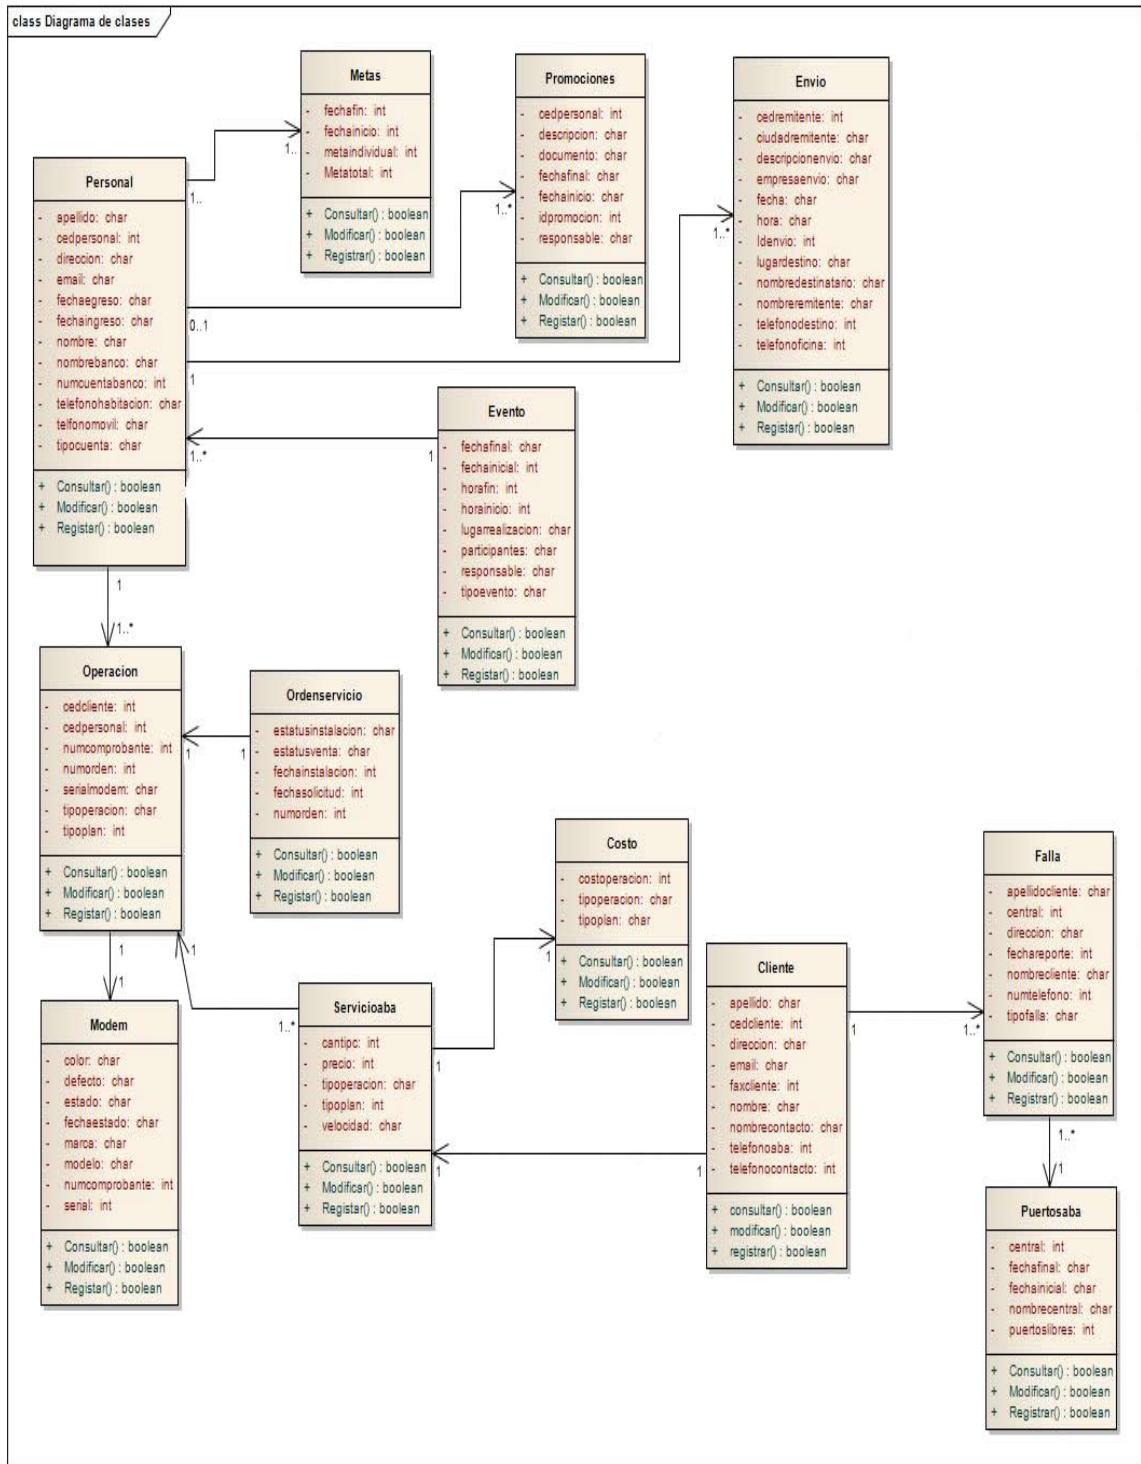 class Diagrama de clases
Metas
- fechafin: int
- fechainicio: int
- metaindividual: int
- Metatotal: int
+ Consultar() : boolean
+ Modificar() : boolean
+ Registrar() : boolean
Promociones
- cedpersonal: int
- descripcion: char
- documento: char
- fechafinal: char
- fechainicio: char
- idpromocion: int
- responsable: char
+ Consultar() : boolean
+ Modificar() : boolean
+ Registar() : boolean
Envio
- cedremitente: int
- ciudadremitente: char
- descripcionenvio: char
- empresaenvio: char
- fecha: char
- hora: char
- Idenvio: int
- lugardestino: char
- nombredestinatario: char
- nombreremitente: char
- telefonodestino: int
- telefonoficina: int
+ Consultar() : boolean
+ Modificar() : boolean
+ Registar() : boolean
Personal
- apellido: char
- cedpersonal: int
- direccion: char
- email: char
- fechaegreso: char
- fechaingreso: char
- nombre: char
- nombrebanco: char
- numcuentabanco: int
- telefonohabitacion: char
- telfonomovil: char
- tipocuenta: char
+ Consultar() : boolean
+ Modificar() : boolean
+ Registar() : boolean
1..
1..
0..1
1..*
1
1..*
1..*
1
1
1..*
Evento
- fechafinal: char
- fechainicial: int
- horafin: int
- horainicio: int
- lugarrealizacion: char
- participantes: char
- responsable: char
- tipoevento: char
+ Consultar() : boolean
+ Modificar() : boolean
+ Registar() : boolean
Operacion
- cedcliente: int
- cedpersonal: int
- numcomprobante: int
- numorden: int
- serialmodem: char
- tipoperacion: char
- tipoplan: int
+ Consultar() : boolean
+ Modificar() : boolean
+ Registar() : boolean
1
1
Ordenservicio
- estatusinstalacion: char
- estatusventa: char
- fechainstalacion: int
- fechasolicitud: int
- numorden: int
+ Consultar() : boolean
+ Modificar() : boolean
+ Registar() : boolean
1
1
1
1..*
Modem
- color: char
- defecto: char
- estado: char
- fechaestado: char
- marca: char
- modelo: char
- numcomprobante: int
- serial: int
+ Consultar() : boolean
+ Modificar() : boolean
+ Registar() : boolean
Servicioaba
- cantipc: int
- precio: int
- tipoperacion: char
- tipoplan: int
- velocidad: char
+ Consultar() : boolean
+ Modificar() : boolean
+ Registar() : boolean
1
1
Costo
- costoperacion: int
- tipoperacion: char
- tipoplan: char
+ Consultar() : boolean
+ Modificar() : boolean
+ Registar() : boolean
1
1
Cliente
- apellido: char
- cedcliente: int
- direccion: char
- email: char
- faxcliente: int
- nombre: char
- nombrecontacto: char
- telefonoaba: int
- telefonocontacto: int
+ consultar() : boolean
+ modificar() : boolean
+ registrar() : boolean
1
1..*
Falla
- apellidocliente: char
- central: int
- direccion: char
- fechareporte: int
- nombrecliente: char
- numtelefono: int
- tipofalla: char
+ Consultar() : boolean
+ Modificar() : boolean
+ Registrar() : boolean
1..*
1
Puertosaba
- central: int
- fechafinal: char
- fechainicial: char
- nombrecentral: char
- puertoslibres: int
+ Consultar() : boolean
+ Modificar() : boolean
+ Registrar() : boolean